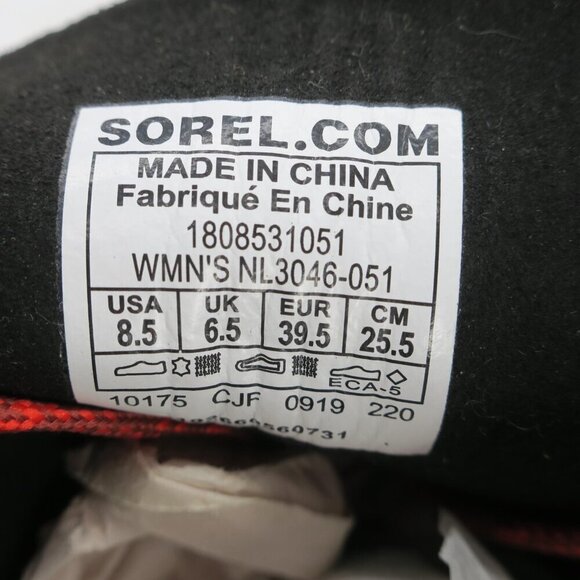 SOREL.COM
MADE IN CHINA
Fabriqué En Chine
1808531051
WMN'S NL3046-051
USA UK EUR CM
8.5 6.5 39.5 25.5
ECA-5
10175 CJF 0919 220